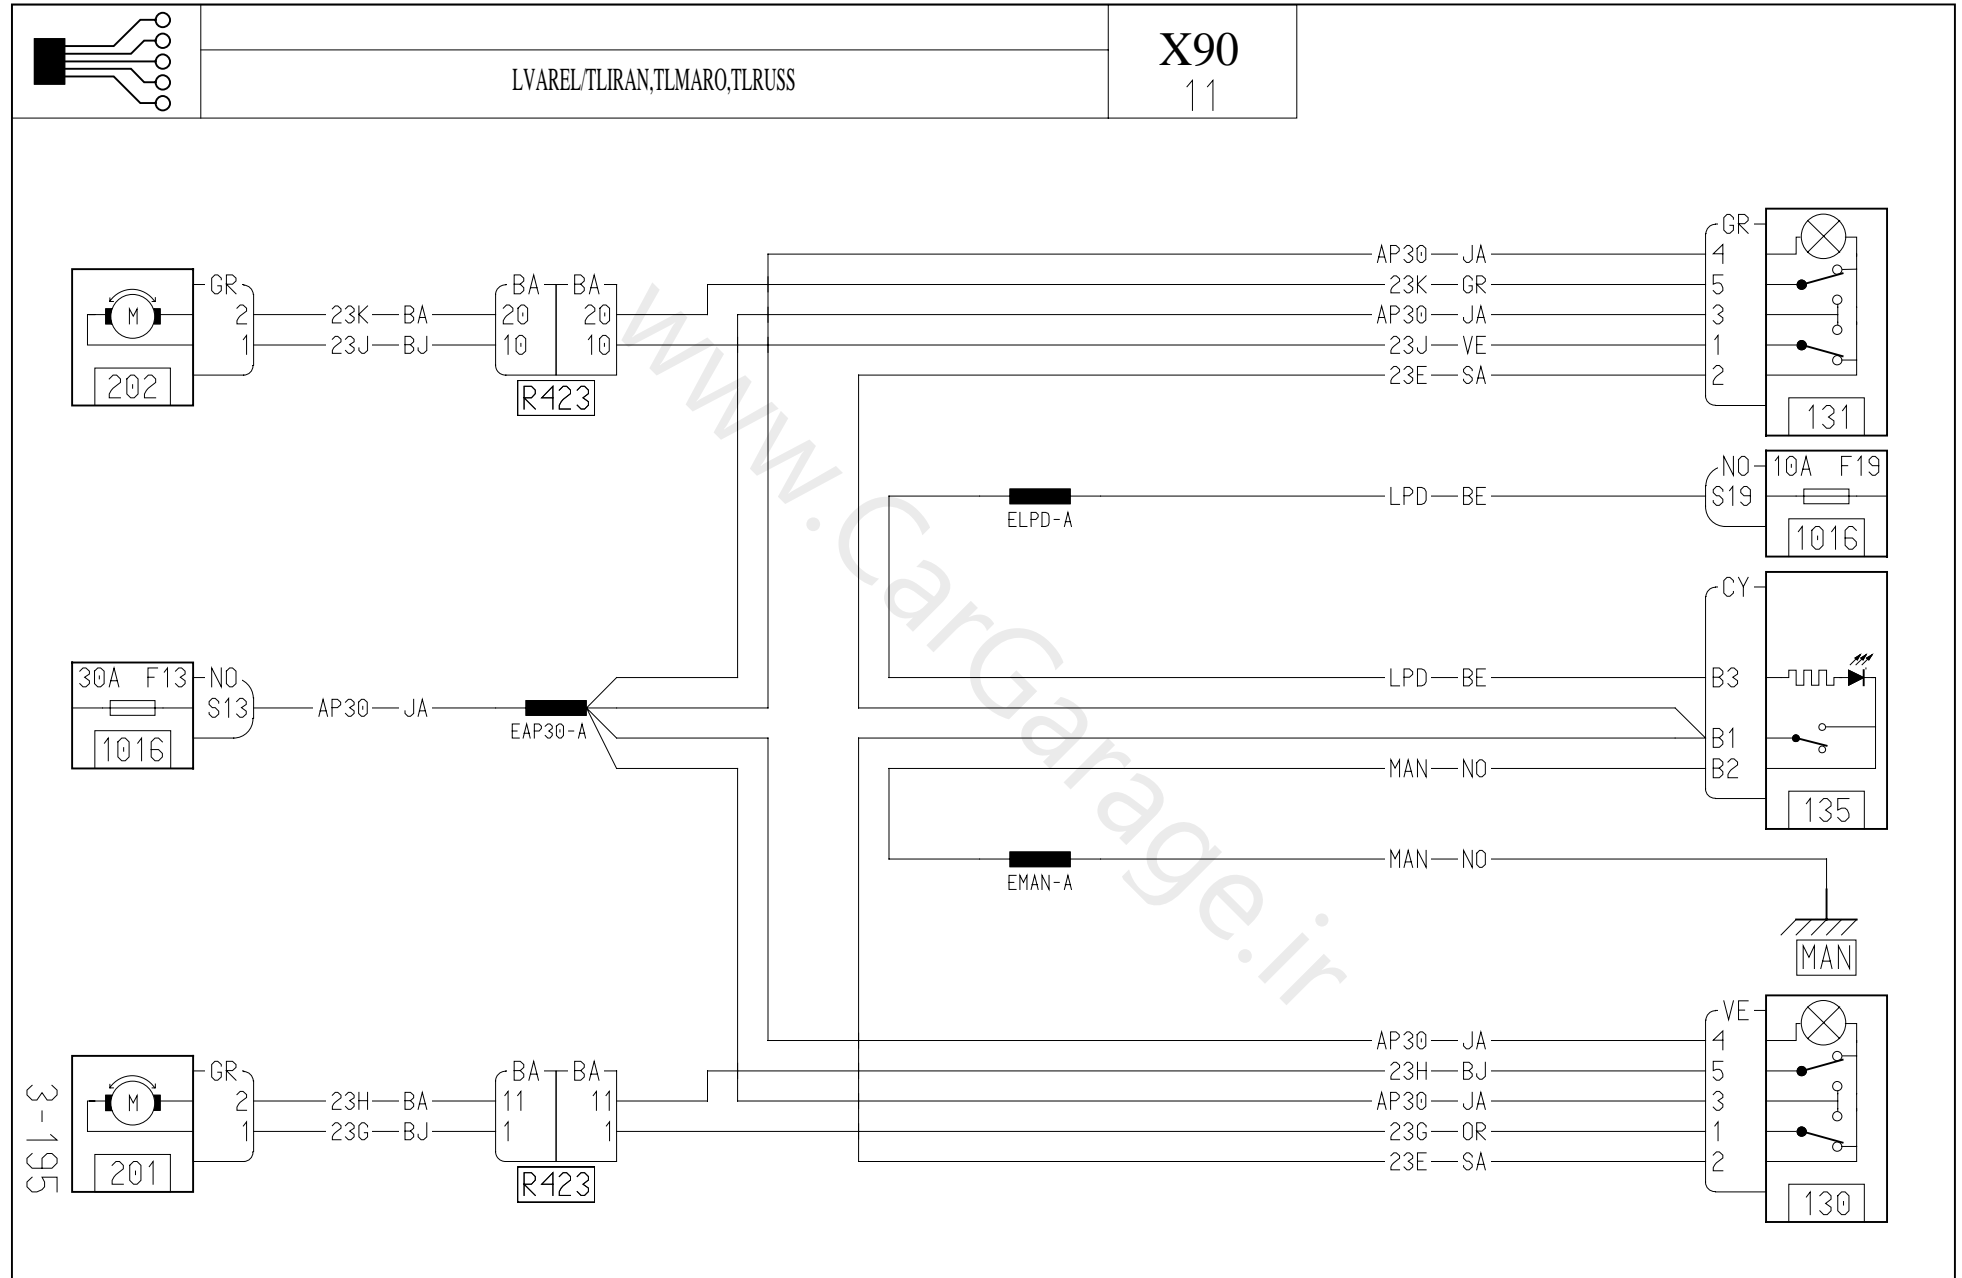 LVAREL/TLIRAN,TLMARO,TLRUSS
X90
11
GR
2
1
M
202
23K BA
23J BJ
BA BA
20 20
10 10
R423
AP30 JA
23K GR
AP30 JA
23J VE
23E SA
GR
4
5
3
1
2
131
ELPD-A
LPD BE
NO
S19
10A F19
1016
CY
LPD BE
B3
B1
MAN NO
B2
135
30A F13
NO
S13
1016
AP30 JA
EAP30-A
EMAN-A
MAN NO
MAN
GR
2
1
M
201
23H BA
23G BJ
BA BA
11 11
1 1
R423
AP30 JA
23H BJ
AP30 JA
23G OR
23E SA
VE
4
5
3
1
2
130
3-195
www.CarGarage.ir